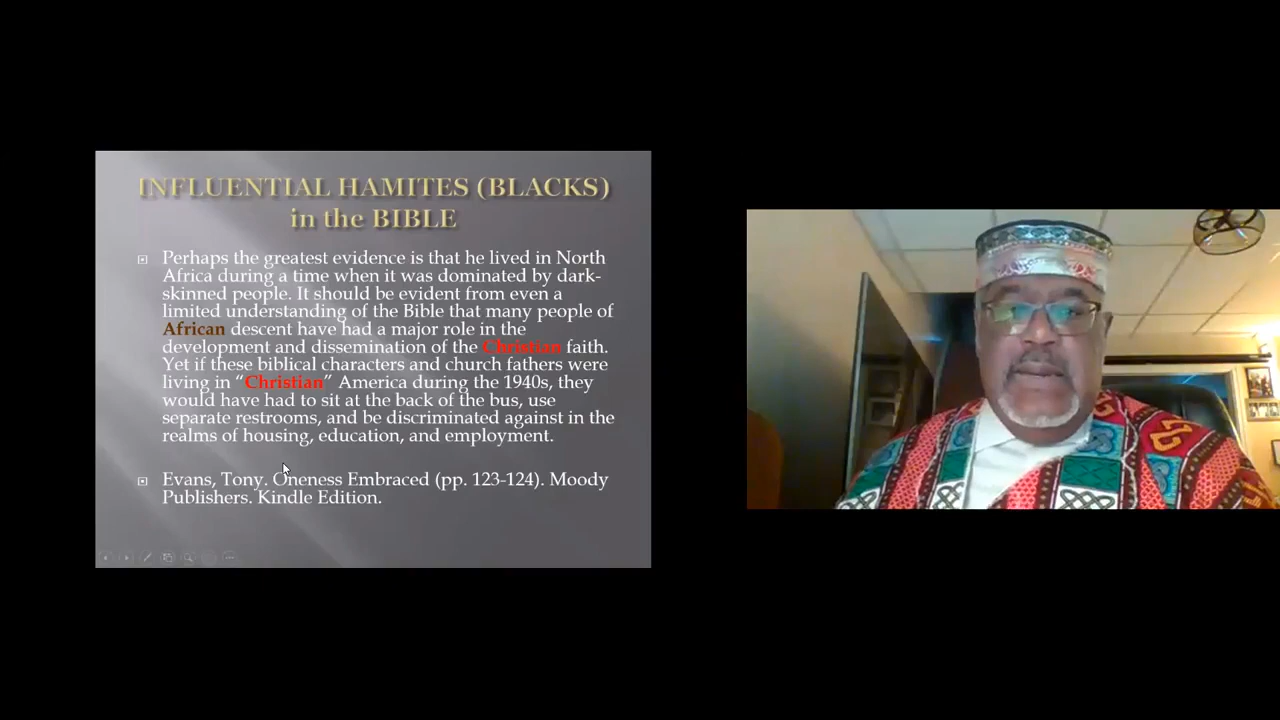 INFLUENTIAL HAMITES (BLACKS)
in the BIBLE
Perhaps the greatest evidence is that he lived in North
Africa during a time when it was dominated by dark-
skinned people. It should be evident from even a
limited understanding of the Bible that many people of
African descent have had a major role in the
development and dissemination of the Christian faith.
Yet if these biblical characters and church fathers were
living in “Christian” America during the 1940s, they
would have had to sit at the back of the bus, use
separate restrooms, and be discriminated against in the
realms of housing, education, and employment.
Evans, Tony. Oneness Embraced (pp. 123-124). Moody
Publishers. Kindle Edition.